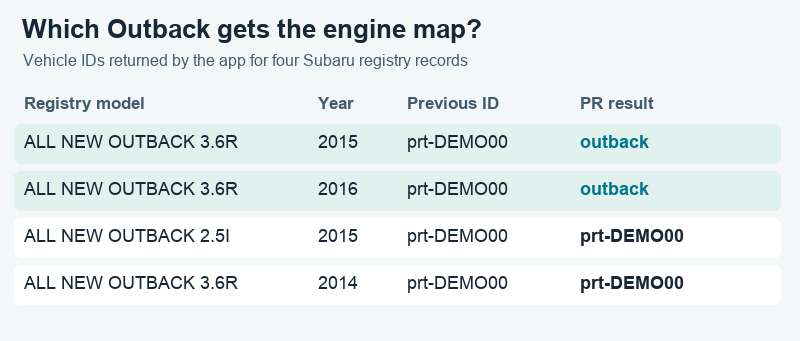 Which Outback gets the engine map?
Vehicle IDs returned by the app for four Subaru registry records
Registry model Year Previous ID PR result
ALL NEW OUTBACK 3.6R 2015 prt-DEMO00 outback
ALL NEW OUTBACK 3.6R 2016 prt-DEMO00 outback
ALL NEW OUTBACK 2.5I 2015 prt-DEMO00 prt-DEMO00
ALL NEW OUTBACK 3.6R 2014 prt-DEMO00 prt-DEMO00